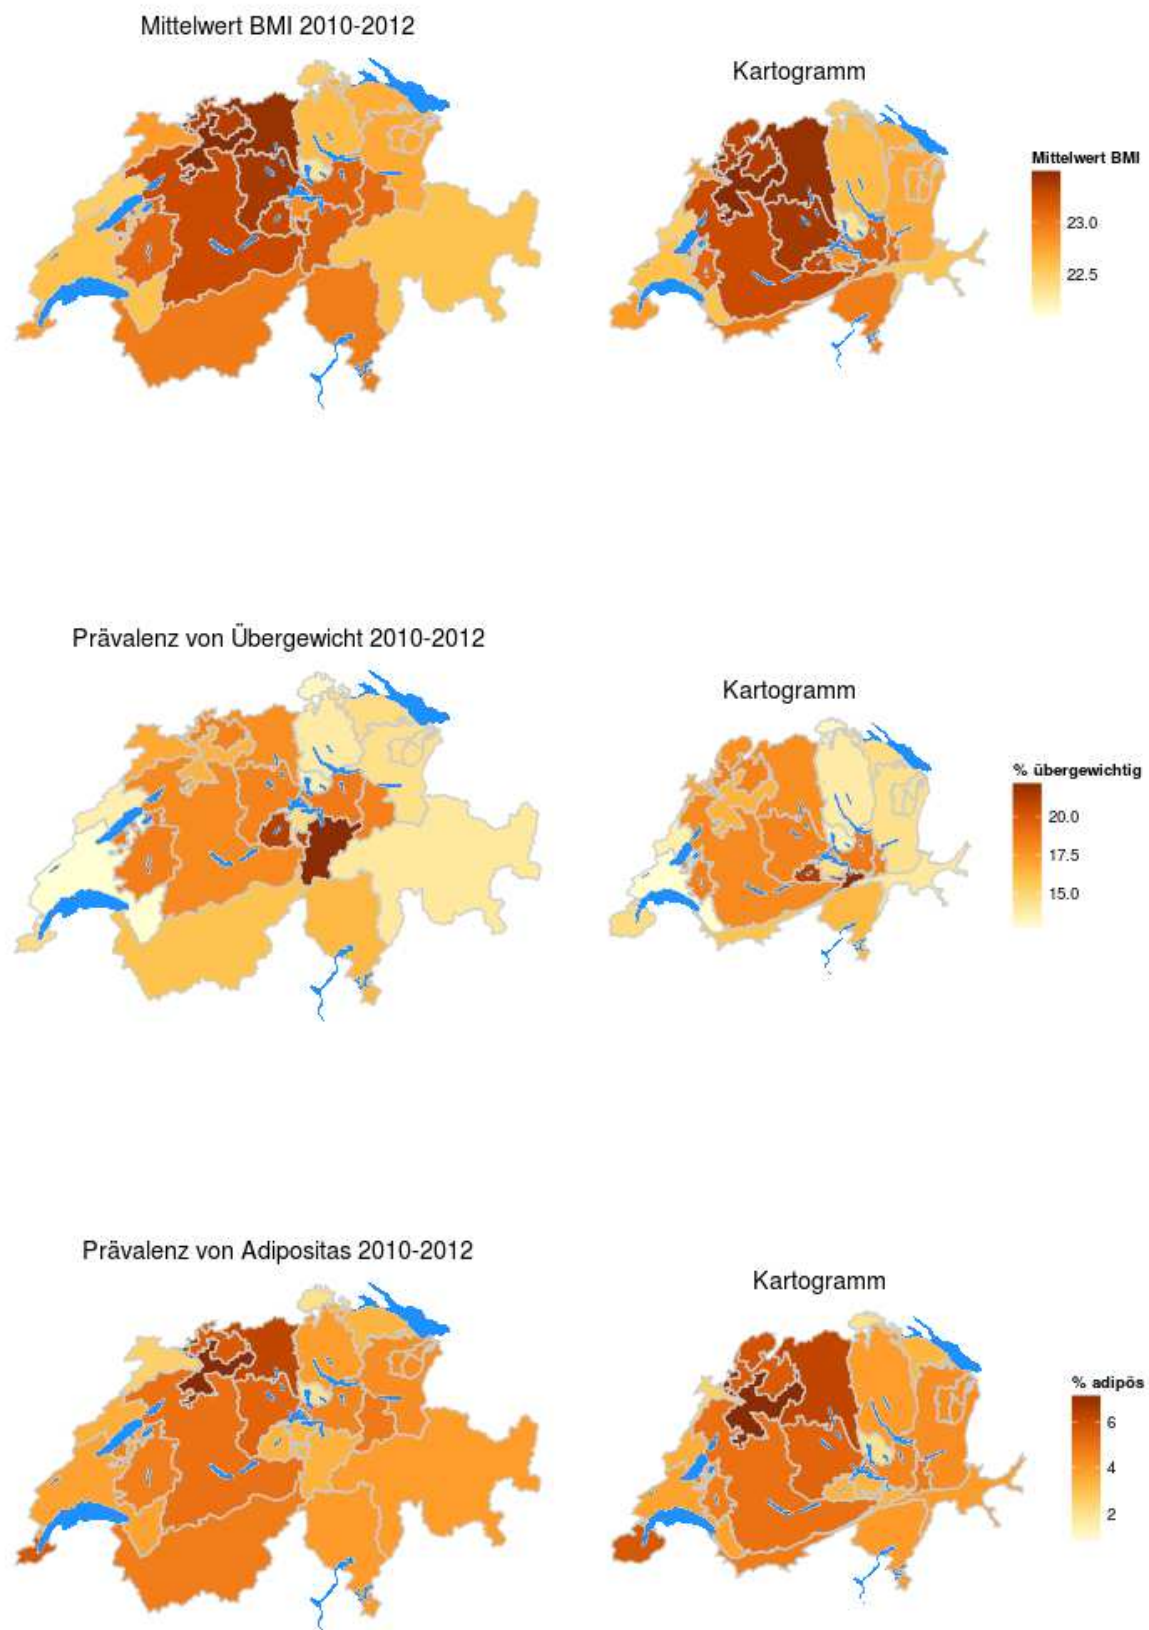 Mittelwert BMI 2010-2012
Kartogramm
Mittelwert BMI
23.0
22.5
Prävalenz von Übergewicht 2010-2012
Kartogramm
% übergewichtig
20.0
17.5
15.0
Prävalenz von Adipositas 2010-2012
Kartogramm
% adipös
6
4
2